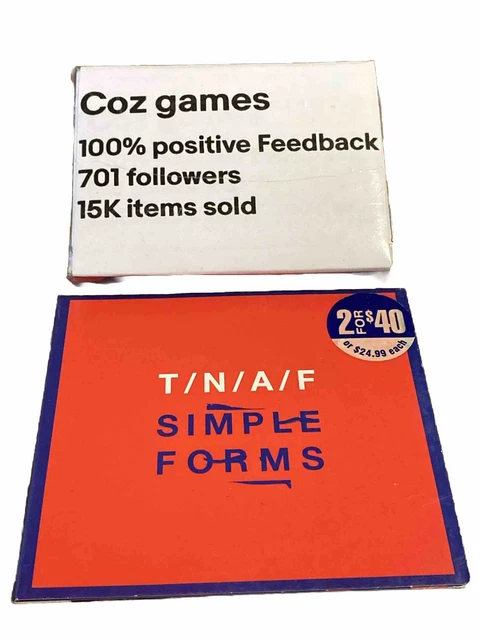 Coz games
100% positive Feedback
701 followers
15K items sold
2 FOR $40
or $24.99 each
T/N/A/F
SIMPLE
FORMS